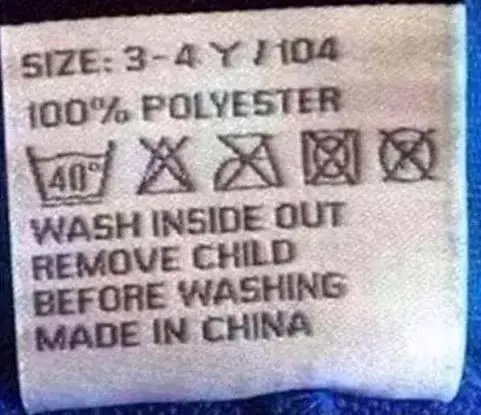 SIZE: 3-4 Y / 104
100% POLYESTER
40°
WASH INSIDE OUT
REMOVE CHILD
BEFORE WASHING
MADE IN CHINA